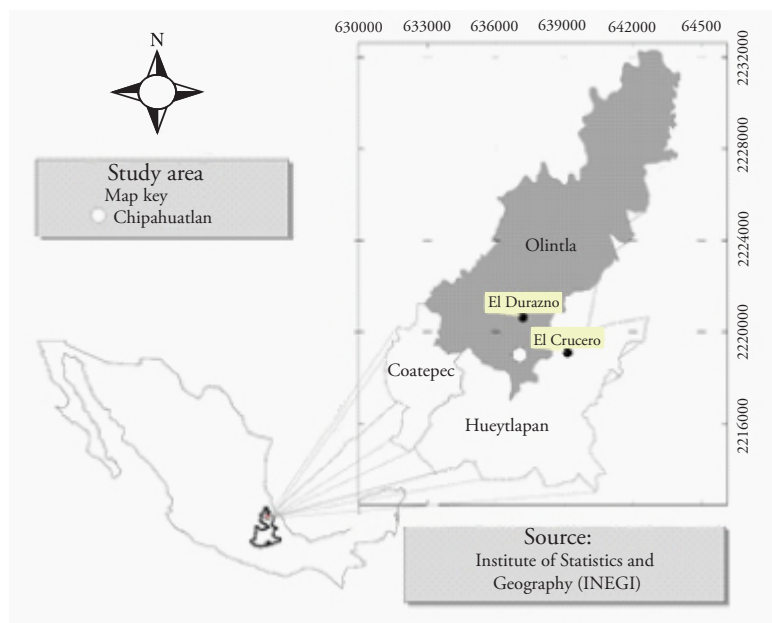 630000 633000 636000 639000 642000 64500
N
2232000
2228000
2224000
2220000
2216000
Study area
Map key
Chipahuatlan
Olintla
El Durazno
El Crucero
Coatepec
Hueytlapan
Source:
Institute of Statistics and
Geography (INEGI)